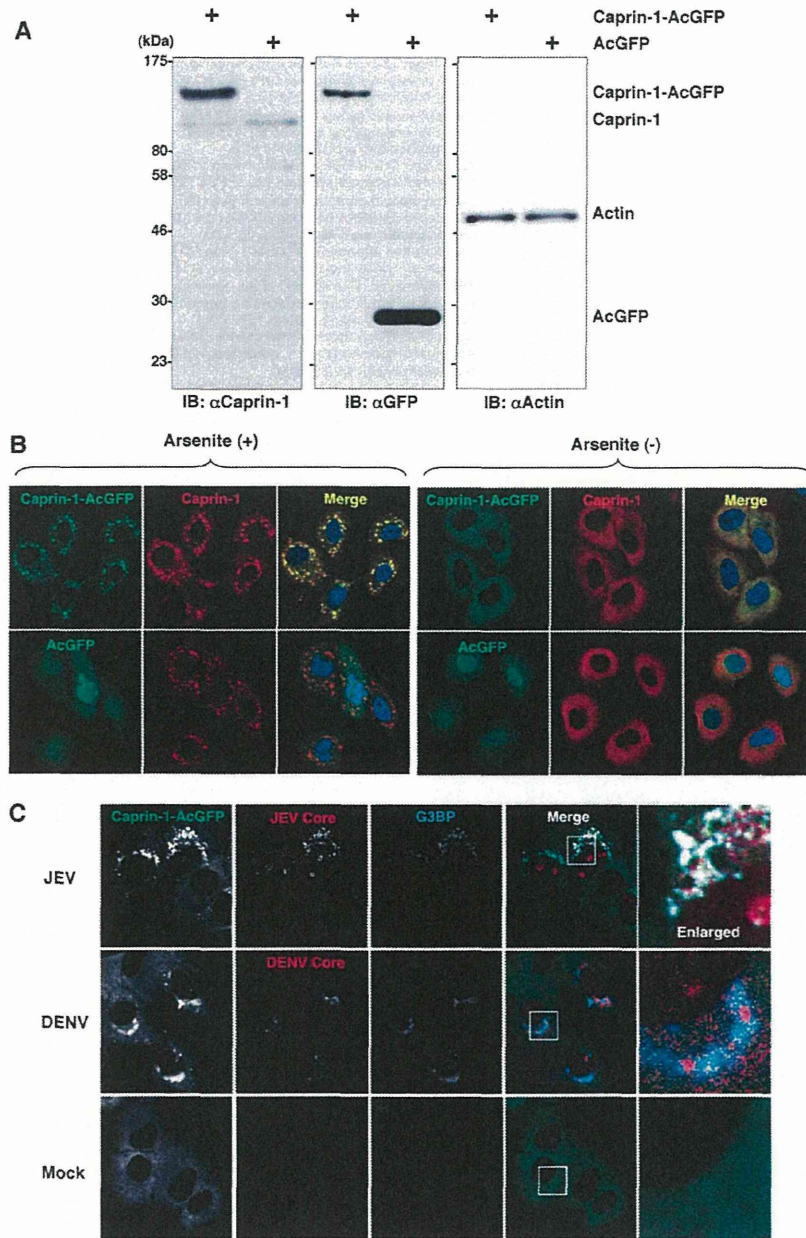 A
+ + + Caprin-1-AcGFP
(kDa) + + + AcGFP
175-
Caprin-1-AcGFP
Caprin-1
80-
58-
Actin
46-
30-
AcGFP
23-
IB: αCaprin-1 IB: αGFP IB: αActin
B
Arsenite (+) Arsenite (-)
Caprin-1-AcGFP Caprin-1 Merge Caprin-1-AcGFP Caprin-1 Merge
AcGFP AcGFP
C
Caprin-1-AcGFP JEV Core G3BP Merge
JEV
Enlarged
DENV Core
DENV
Mock